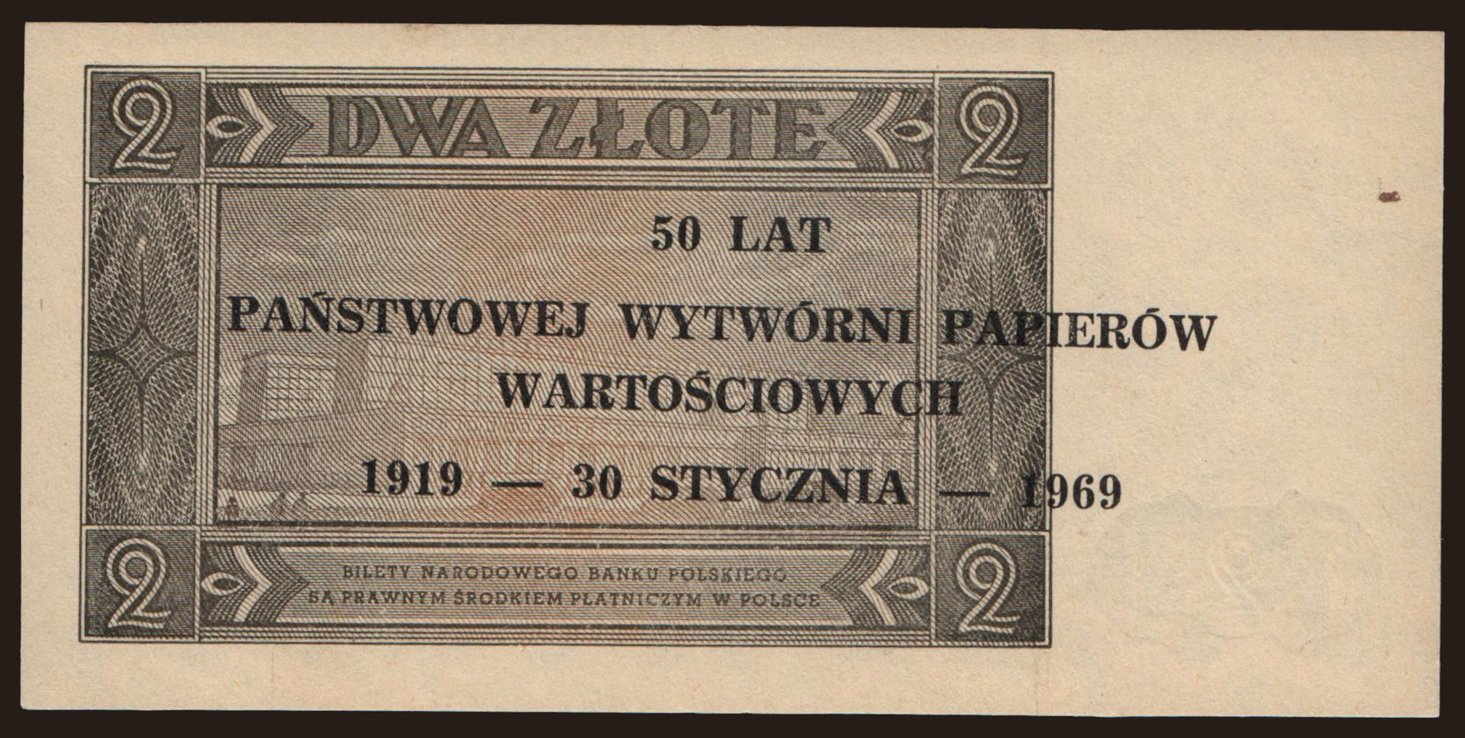 2 DWA ZŁOTE 2
50 LAT
PAŃSTWOWEJ WYTWÓRNI PAPIERÓW
WARTOŚCIOWYCH
1919 — 30 STYCZNIA — 1969
2 BILETY NARODOWEGO BANKU POLSKIEGO 2
SĄ PRAWNYM ŚRODKIEM PŁATNICZYM W POLSCE